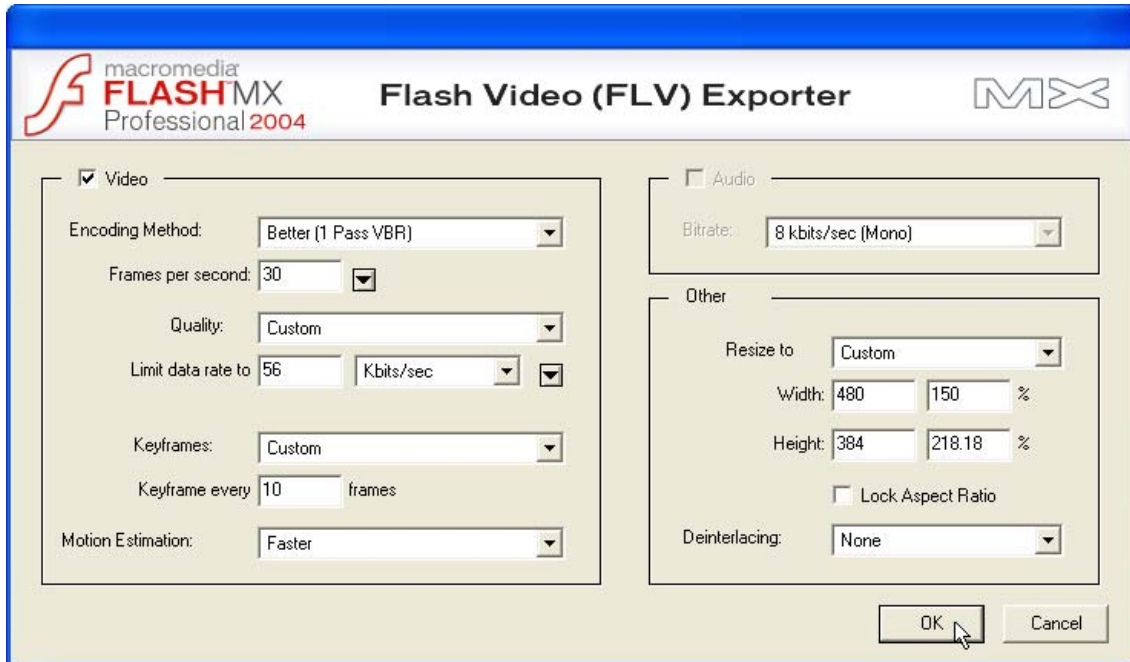 macromedia
FLASH MX
Professional 2004
Flash Video (FLV) Exporter
MX
Video
Encoding Method: Better (1 Pass VBR)
Frames per second: 30
Quality: Custom
Limit data rate to 56 Kbits/sec
Keyframes: Custom
Keyframe every 10 frames
Motion Estimation: Faster
Audio
Bitrate: 8 kbits/sec (Mono)
Other
Resize to Custom
Width: 480 150 %
Height: 384 218.18 %
Lock Aspect Ratio
Deinterlacing: None
OK Cancel